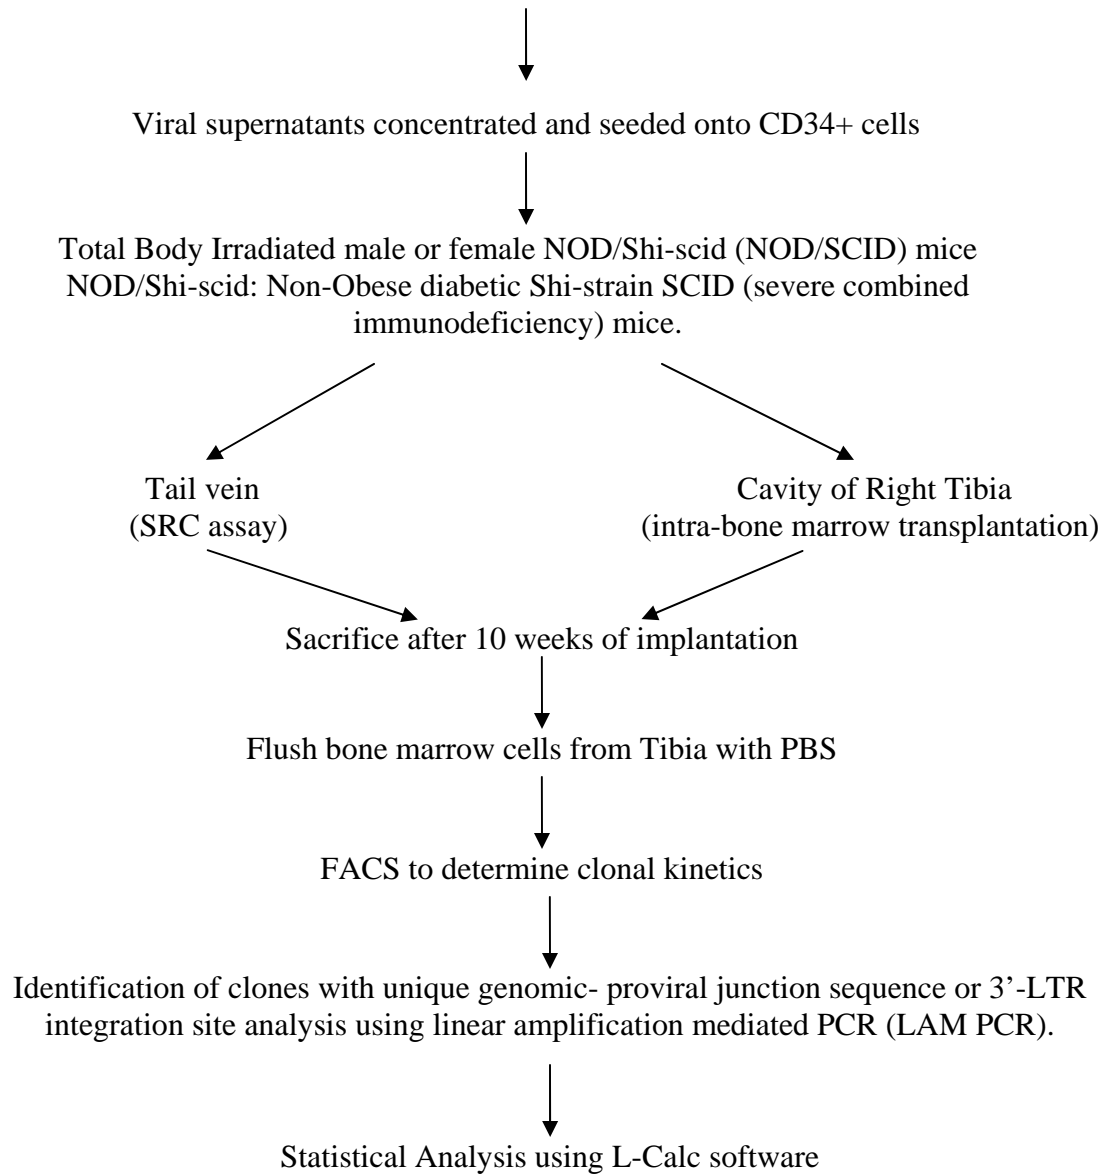 Viral supernatants concentrated and seeded onto CD34+ cells
Total Body Irradiated male or female NOD/Shi-scid (NOD/SCID) mice
NOD/Shi-scid: Non-Obese diabetic Shi-strain SCID (severe combined
immunodeficiency) mice.
Tail vein
(SRC assay)
Cavity of Right Tibia
(intra-bone marrow transplantation)
Sacrifice after 10 weeks of implantation
Flush bone marrow cells from Tibia with PBS
FACS to determine clonal kinetics
Identification of clones with unique genomic- proviral junction sequence or 3’-LTR
integration site analysis using linear amplification mediated PCR (LAM PCR).
Statistical Analysis using L-Calc software